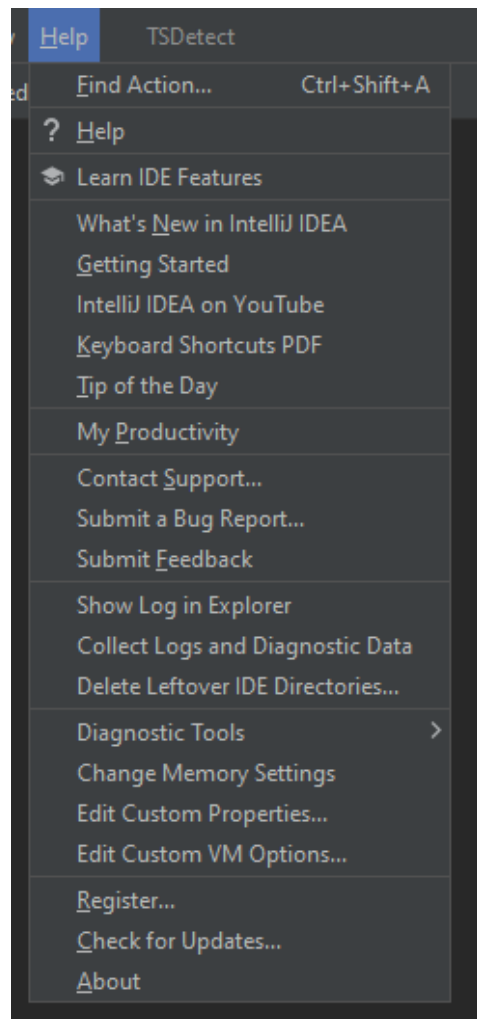 Help TSDetect
Find Action... Ctrl+Shift+A
? Help
Learn IDE Features
What's New in IntelliJ IDEA
Getting Started
IntelliJ IDEA on YouTube
Keyboard Shortcuts PDF
Tip of the Day
My Productivity
Contact Support...
Submit a Bug Report...
Submit Feedback
Show Log in Explorer
Collect Logs and Diagnostic Data
Delete Leftover IDE Directories...
Diagnostic Tools
Change Memory Settings
Edit Custom Properties...
Edit Custom VM Options...
Register...
Check for Updates...
About